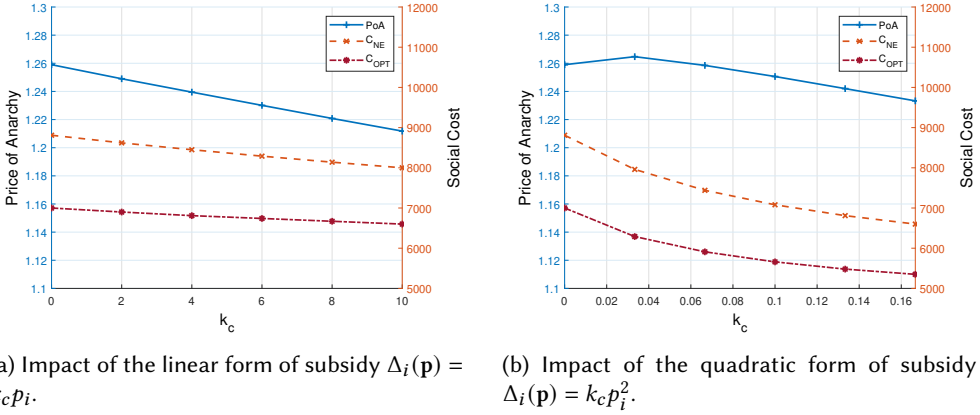 1.3
1.28
1.26
1.24
1.22
1.2
1.18
1.16
1.14
1.12
1.1
Price of Anarchy
PoA
C_NE
C_OPT
12000
11000
10000
9000
8000
7000
6000
5000
Social Cost
0 2 4 6 8 10
k_c
1.3
1.28
1.26
1.24
1.22
1.2
1.18
1.16
1.14
1.12
1.1
Price of Anarchy
PoA
C_NE
C_OPT
12000
11000
10000
9000
8000
7000
6000
5000
Social Cost
0 0.02 0.04 0.06 0.08 0.1 0.12 0.14 0.16
k_c
a) Impact of the linear form of subsidy Δ_i(p) =
_cp_i.
(b) Impact of the quadratic form of subsidy
Δ_i(p) = k_cp_i^2.